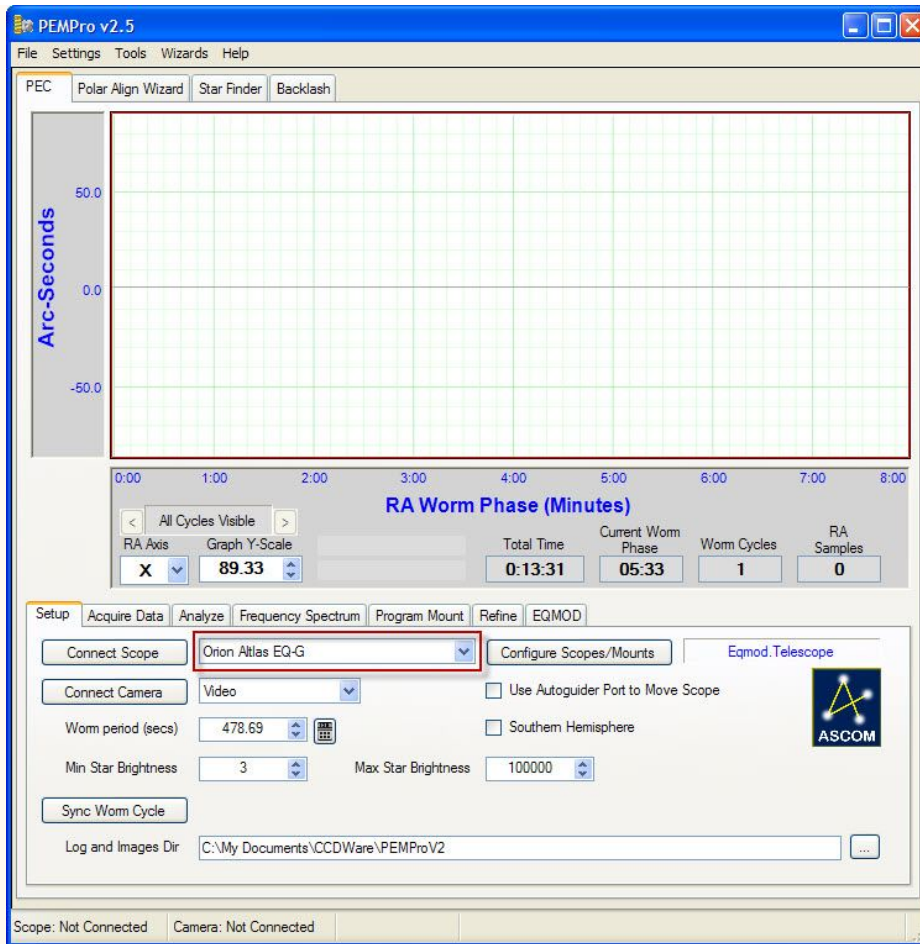 PEMPro v2.5
File Settings Tools Wizards Help
PEC Polar Align Wizard Star Finder Backlash
Arc-Seconds
50.0
0.0
-50.0
0:00 1:00 2:00 3:00 4:00 5:00 6:00 7:00 8:00
RA Worm Phase (Minutes)
< All Cycles Visible >
RA Axis Graph Y-Scale Total Time Current Worm Phase Worm Cycles RA Samples
X 89.33 0:13:31 05:33 1 0
Setup Acquire Data Analyze Frequency Spectrum Program Mount Refine EQMOD
Connect Scope Orion Altlas EQ-G Configure Scopes/Mounts Eqmod.Telescope
Connect Camera Video Use Autoguider Port to Move Scope
Worm period (secs) 478.69 Southern Hemisphere
ASCOM
Min Star Brightness 3 Max Star Brightness 100000
Sync Worm Cycle
Log and Images Dir C:\My Documents\CCDWare\PEMProV2 ...
Scope: Not Connected Camera: Not Connected